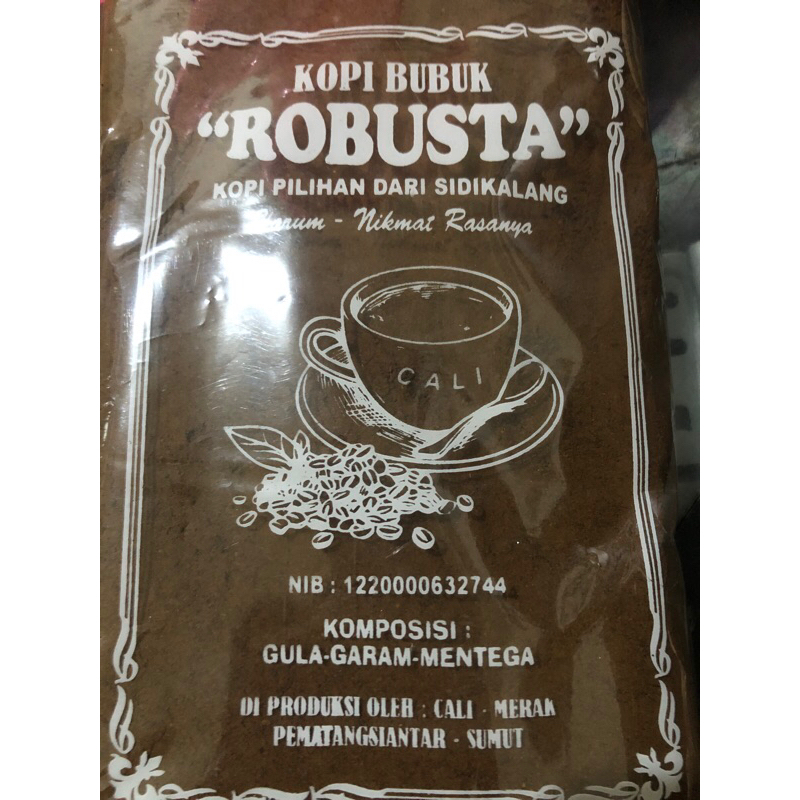 KOPI BUBUK
"ROBUSTA"
KOPI PILIHAN DARI SIDIKALANG
Harum - Nikmat Rasanya
CALI
NIB : 1220000632744
KOMPOSISI :
GULA-GARAM-MENTEGA
DI PRODUKSI OLEH : CALI - MERAK
PEMATANGSIANTAR - SUMUT